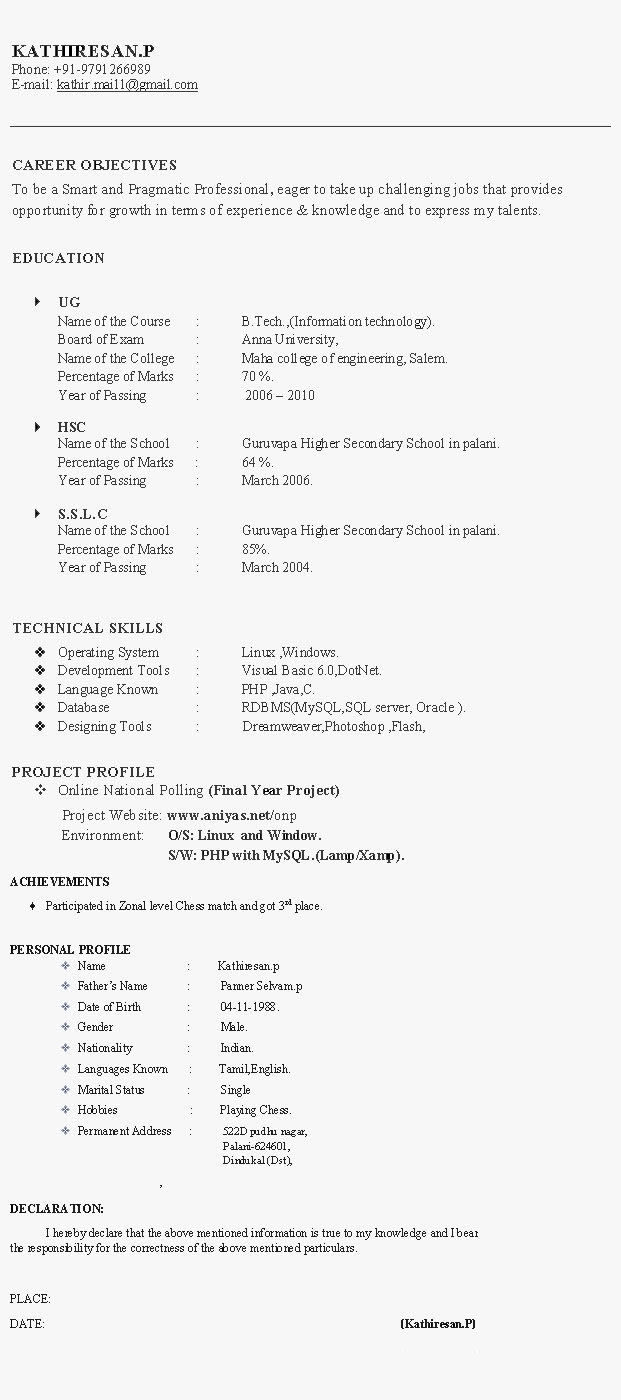 KATHIRESAN.P
Phone: +91-9791266989
E-mail: kathir.mail1@gmail.com
CAREER OBJECTIVES
To be a Smart and Pragmatic Professional, eager to take up challenging jobs that provides
opportunity for growth in terms of experience & knowledge and to express my talents.
EDUCATION
UG
Name of the Course : B.Tech.,(Information technology).
Board of Exam : Anna University,
Name of the College : Maha college of engineering, Salem.
Percentage of Marks : 70 %.
Year of Passing : 2006 – 2010
HSC
Name of the School : Guruvapa Higher Secondary School in palani.
Percentage of Marks : 64 %.
Year of Passing : March 2006.
S.S.L.C
Name of the School : Guruvapa Higher Secondary School in palani.
Percentage of Marks : 85%.
Year of Passing : March 2004.
TECHNICAL SKILLS
Operating System : Linux ,Windows.
Development Tools : Visual Basic 6.0,DotNet.
Language Known : PHP ,Java,C.
Database : RDBMS(MySQL,SQL server, Oracle ).
Designing Tools : Dreamweaver,Photoshop ,Flash,
PROJECT PROFILE
Online National Polling (Final Year Project)
Project Website: www.aniyas.net/onp
Environment: O/S: Linux and Window.
S/W: PHP with MySQL.(Lamp/Xamp).
ACHIEVEMENTS
Participated in Zonal level Chess match and got 3rd place.
PERSONAL PROFILE
Name : Kathiresan.p
Father's Name : Panner Selvam.p
Date of Birth : 04-11-1988.
Gender : Male.
Nationality : Indian.
Languages Known : Tamil,English.
Marital Status : Single
Hobbies : Playing Chess.
Permanent Address : 522D pudhu nagar,
Palani-624601,
Dindukal (Dst),
,
DECLARATION:
I hereby declare that the above mentioned information is true to my knowledge and I bear
the responsibility for the correctness of the above mentioned particulars.
PLACE:
DATE: (Kathiresan.P)